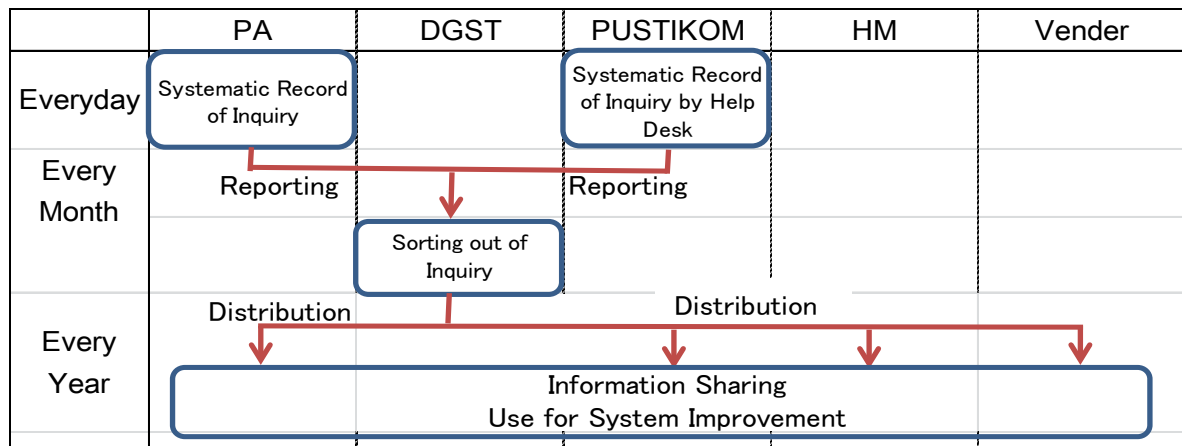 PA DGST PUSTIKOM HM Vender
Everyday
Systematic Record
of Inquiry
Systematic Record
of Inquiry by Help
Desk
Every
Month
Reporting
Reporting
Sorting out of
Inquiry
Every
Year
Distribution
Distribution
Information Sharing
Use for System Improvement